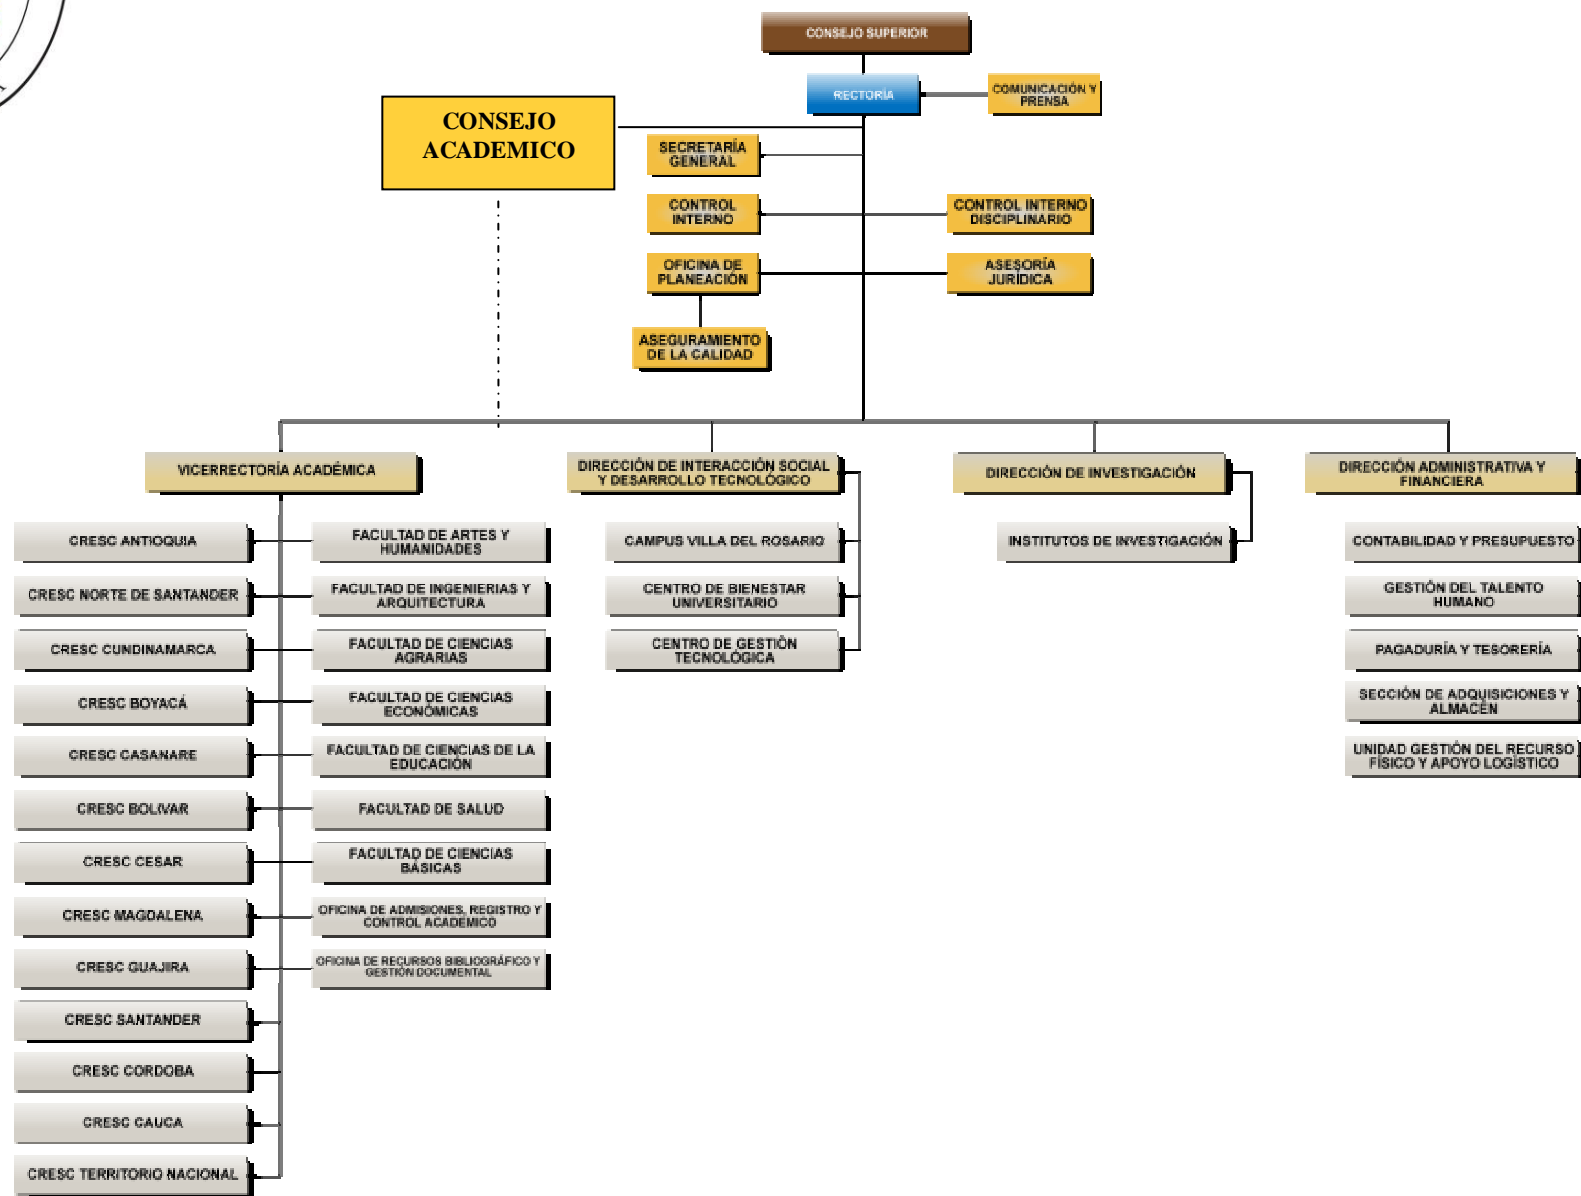 CONSEJO SUPERIOR
RECTORÍA
COMUNICACIÓN Y
PRENSA
CONSEJO
ACADEMICO
SECRETARÍA
GENERAL
CONTROL
INTERNO
CONTROL INTERNO
DISCIPLINARIO
OFICINA DE
PLANEACIÓN
ASESORÍA
JURÍDICA
ASEGURAMIENTO
DE LA CALIDAD
VICERRECTORÍA ACADÉMICA
DIRECCIÓN DE INTERACCIÓN SOCIAL
Y DESARROLLO TECNOLÓGICO
DIRECCIÓN DE INVESTIGACIÓN
DIRECCIÓN ADMINISTRATIVA Y
FINANCIERA
CRESC ANTIOQUIA
CRESC NORTE DE SANTANDER
CRESC CUNDINAMARCA
CRESC BOYACÁ
CRESC CASANARE
CRESC BOLIVAR
CRESC CESAR
CRESC MAGDALENA
CRESC GUAJIRA
CRESC SANTANDER
CRESC CORDOBA
CRESC CAUCA
CRESC TERRITORIO NACIONAL
FACULTAD DE ARTES Y
HUMANIDADES
FACULTAD DE INGENIERIAS Y
ARQUITECTURA
FACULTAD DE CIENCIAS
AGRARIAS
FACULTAD DE CIENCIAS
ECONÓMICAS
FACULTAD DE CIENCIAS DE LA
EDUCACIÓN
FACULTAD DE SALUD
FACULTAD DE CIENCIAS
BÁSICAS
OFICINA DE ADMISIONES, REGISTRO Y
CONTROL ACADÉMICO
OFICINA DE RECURSOS BIBLIOGRÁFICO Y
GESTIÓN DOCUMENTAL
CAMPUS VILLA DEL ROSARIO
CENTRO DE BIENESTAR
UNIVERSITARIO
CENTRO DE GESTIÓN
TECNOLÓGICA
INSTITUTOS DE INVESTIGACIÓN
CONTABILIDAD Y PRESUPUESTO
GESTIÓN DEL TALENTO
HUMANO
PAGADURÍA Y TESORERÍA
SECCIÓN DE ADQUISICIONES Y
ALMACÉN
UNIDAD GESTIÓN DEL RECURSO
FÍSICO Y APOYO LOGÍSTICO